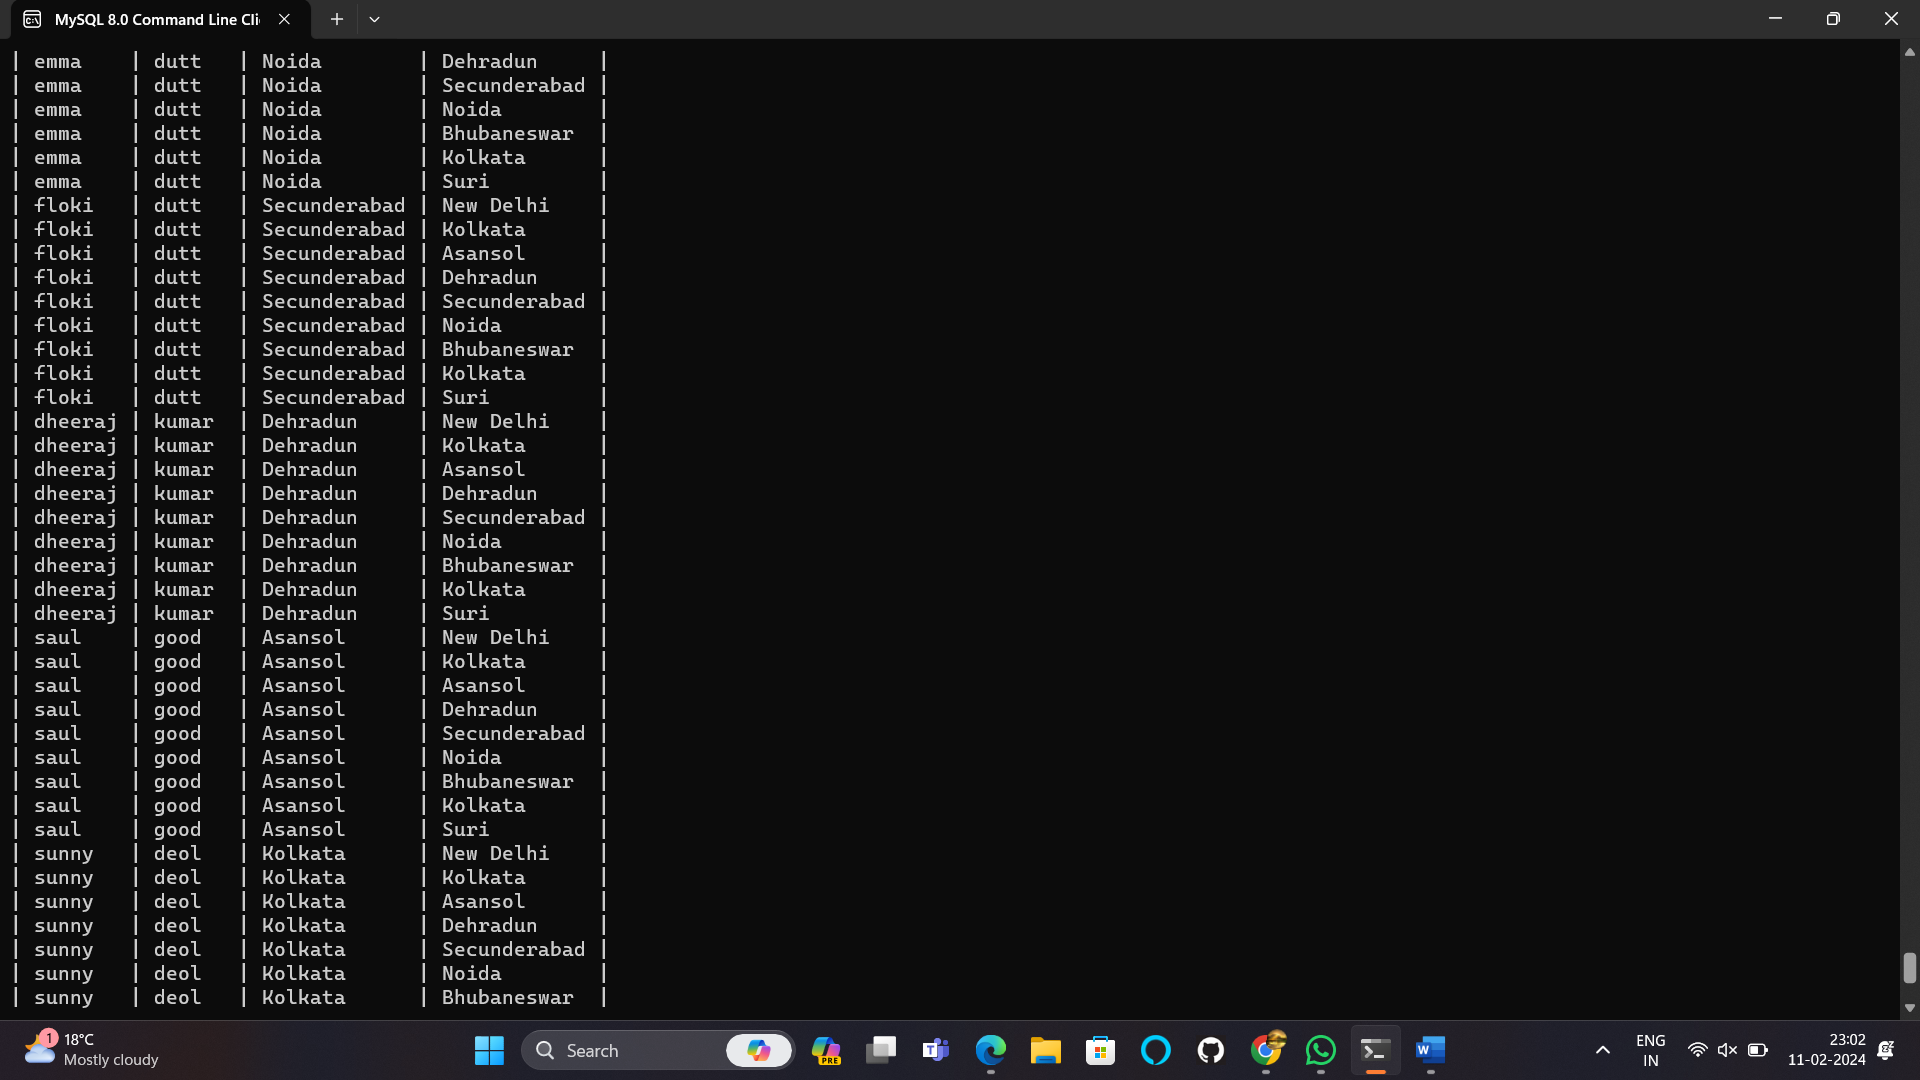 MySQL 8.0 Command Line Cli
| emma | dutt | Noida | Dehradun |
| emma | dutt | Noida | Secunderabad |
| emma | dutt | Noida | Noida |
| emma | dutt | Noida | Bhubaneswar |
| emma | dutt | Noida | Kolkata |
| emma | dutt | Noida | Suri |
| floki | dutt | Secunderabad | New Delhi |
| floki | dutt | Secunderabad | Kolkata |
| floki | dutt | Secunderabad | Asansol |
| floki | dutt | Secunderabad | Dehradun |
| floki | dutt | Secunderabad | Secunderabad |
| floki | dutt | Secunderabad | Noida |
| floki | dutt | Secunderabad | Bhubaneswar |
| floki | dutt | Secunderabad | Kolkata |
| floki | dutt | Secunderabad | Suri |
| dheeraj | kumar | Dehradun | New Delhi |
| dheeraj | kumar | Dehradun | Kolkata |
| dheeraj | kumar | Dehradun | Asansol |
| dheeraj | kumar | Dehradun | Dehradun |
| dheeraj | kumar | Dehradun | Secunderabad |
| dheeraj | kumar | Dehradun | Noida |
| dheeraj | kumar | Dehradun | Bhubaneswar |
| dheeraj | kumar | Dehradun | Kolkata |
| dheeraj | kumar | Dehradun | Suri |
| saul | good | Asansol | New Delhi |
| saul | good | Asansol | Kolkata |
| saul | good | Asansol | Asansol |
| saul | good | Asansol | Dehradun |
| saul | good | Asansol | Secunderabad |
| saul | good | Asansol | Noida |
| saul | good | Asansol | Bhubaneswar |
| saul | good | Asansol | Kolkata |
| saul | good | Asansol | Suri |
| sunny | deol | Kolkata | New Delhi |
| sunny | deol | Kolkata | Kolkata |
| sunny | deol | Kolkata | Asansol |
| sunny | deol | Kolkata | Dehradun |
| sunny | deol | Kolkata | Secunderabad |
| sunny | deol | Kolkata | Noida |
| sunny | deol | Kolkata | Bhubaneswar |
1
18°C
Mostly cloudy
Search
PRE
ENG
IN
23:02
11-02-2024